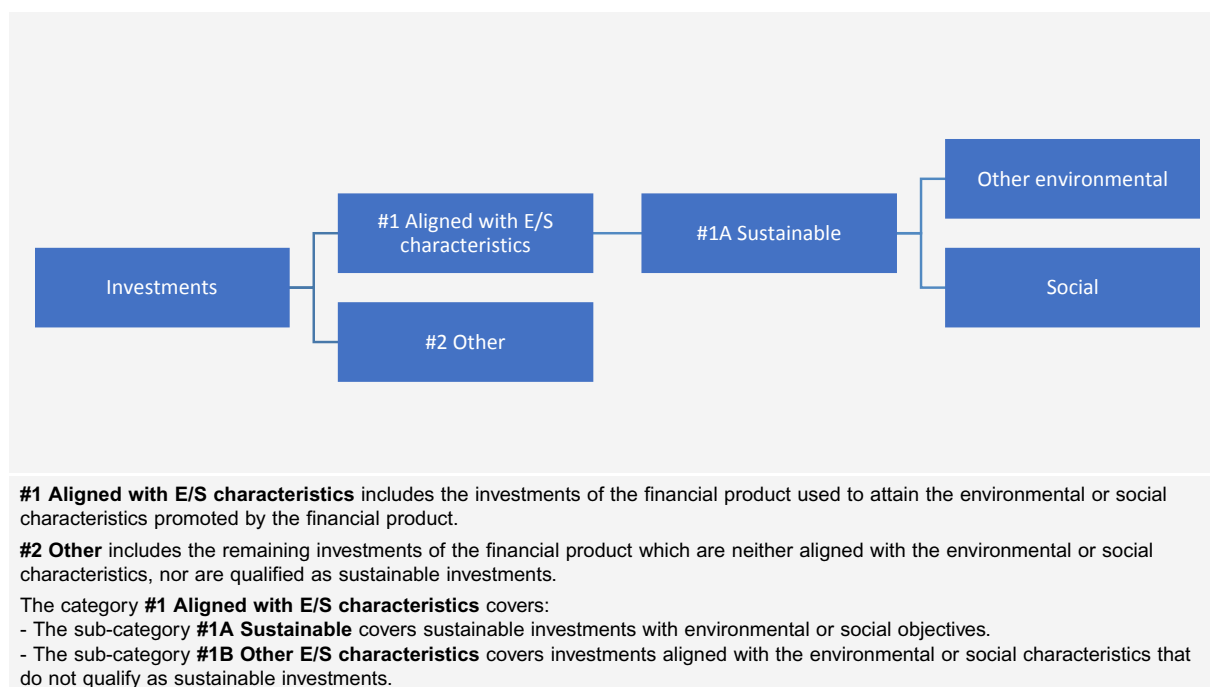 Other environmental
#1 Aligned with E/S
characteristics
#1A Sustainable
Investments
Social
#2 Other
#1 Aligned with E/S characteristics includes the investments of the financial product used to attain the environmental or social
characteristics promoted by the financial product.
#2 Other includes the remaining investments of the financial product which are neither aligned with the environmental or social
characteristics, nor are qualified as sustainable investments.
The category #1 Aligned with E/S characteristics covers:
- The sub-category #1A Sustainable covers sustainable investments with environmental or social objectives.
- The sub-category #1B Other E/S characteristics covers investments aligned with the environmental or social characteristics that
do not qualify as sustainable investments.